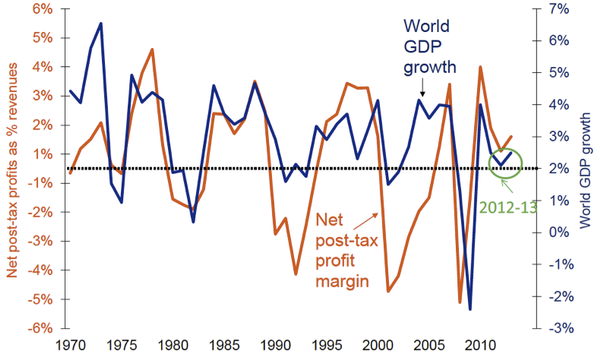 Net post-tax profits as % revenues
6%
5%
4%
3%
2%
1%
-1%
-2%
-3%
-4%
-5%
-6%
World
GDP
growth
Net
post-tax
profit
margin
2012-13
7%
6%
5%
4%
3%
2%
1%
0%
-1%
-2%
-3%
World GDP growth
1970 1975 1980 1985 1990 1995 2000 2005 2010